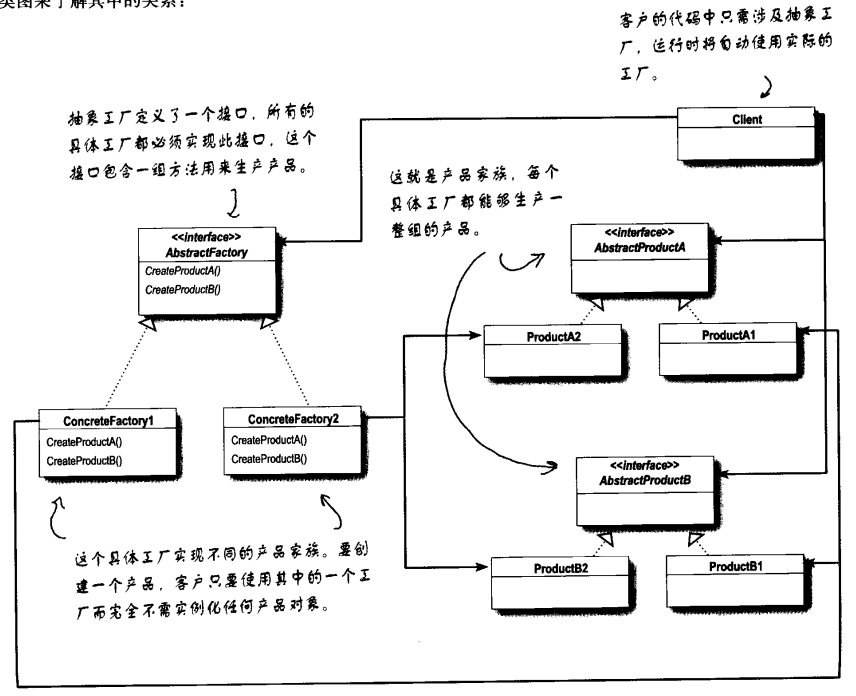 类图来了解其中的关系：
客户的代码中只需涉及抽象工
厂，运行时将自动使用实际的
工厂。
抽象工厂定义了一个接口，所有的
具体工厂都必须实现此接口，这个
接口包含一组方法用来生产产品。
Client
这就是产品家族，每个
具体工厂都能够生产一
整组的产品。
<<interface>>
AbstractFactory
CreateProductA()
CreateProductB()
<<interface>>
AbstractProductA
ProductA2
ProductA1
ConcreteFactory1
CreateProductA()
CreateProductB()
ConcreteFactory2
CreateProductA()
CreateProductB()
<<interface>>
AbstractProductB
ProductB2
ProductB1
这个具体工厂实现不同的产品家族。要创
建一个产品，客户只要使用其中的一个工
厂而完全不需实例化任何产品对象。